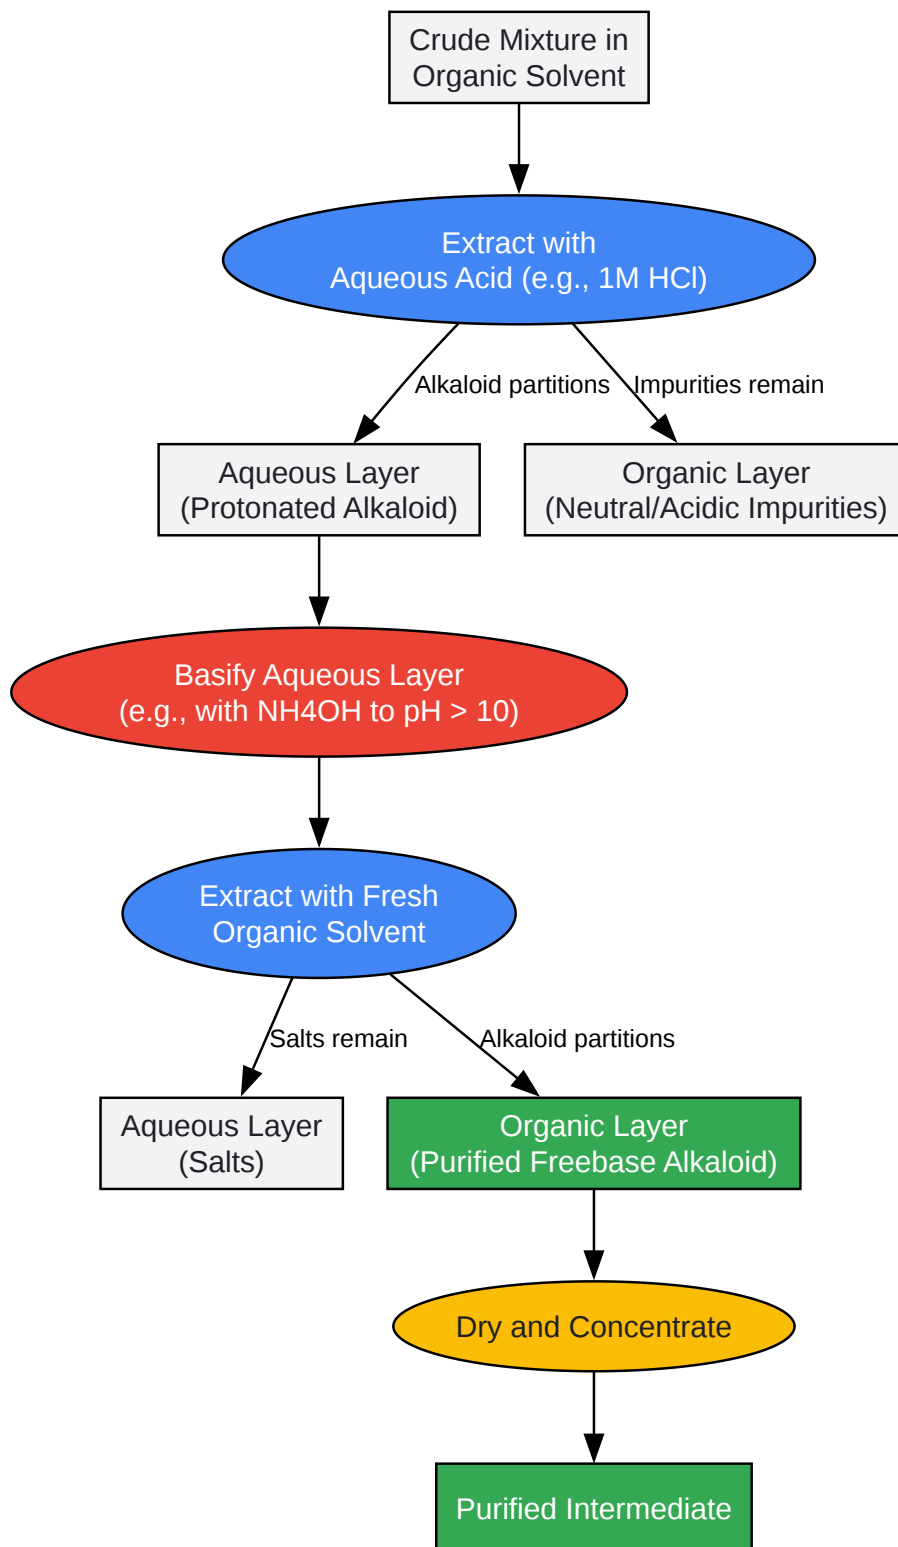 Crude Mixture in
Organic Solvent
Extract with
Aqueous Acid (e.g., 1M HCl)
Alkaloid partitions
Impurities remain
Aqueous Layer
(Protonated Alkaloid)
Organic Layer
(Neutral/Acidic Impurities)
Basify Aqueous Layer
(e.g., with NH4OH to pH > 10)
Extract with Fresh
Organic Solvent
Salts remain
Alkaloid partitions
Aqueous Layer
(Salts)
Organic Layer
(Purified Freebase Alkaloid)
Dry and Concentrate
Purified Intermediate